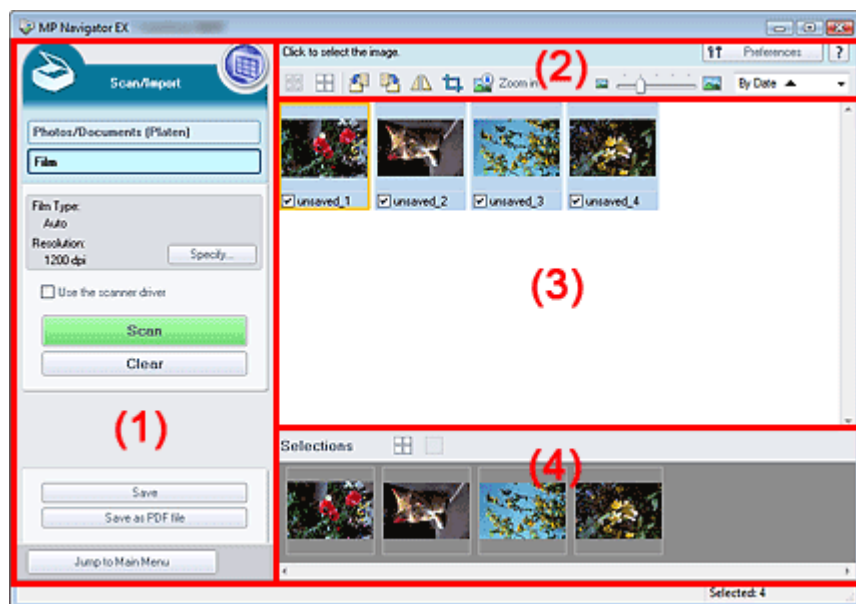 MP Navigator EX
Scan/Import
Photos/Documents (Platen)
Film
Film Type:
Auto
Resolution:
1200 dpi
Specify...
Use the scanner driver
Scan
Clear
(1)
Save
Save as PDF file
Jump to Main Menu
Click to select the image.
Preferences
?
(2)
Zoom in
By Date
unsaved_1
unsaved_2
unsaved_3
unsaved_4
(3)
Selections
(4)
Selected: 4